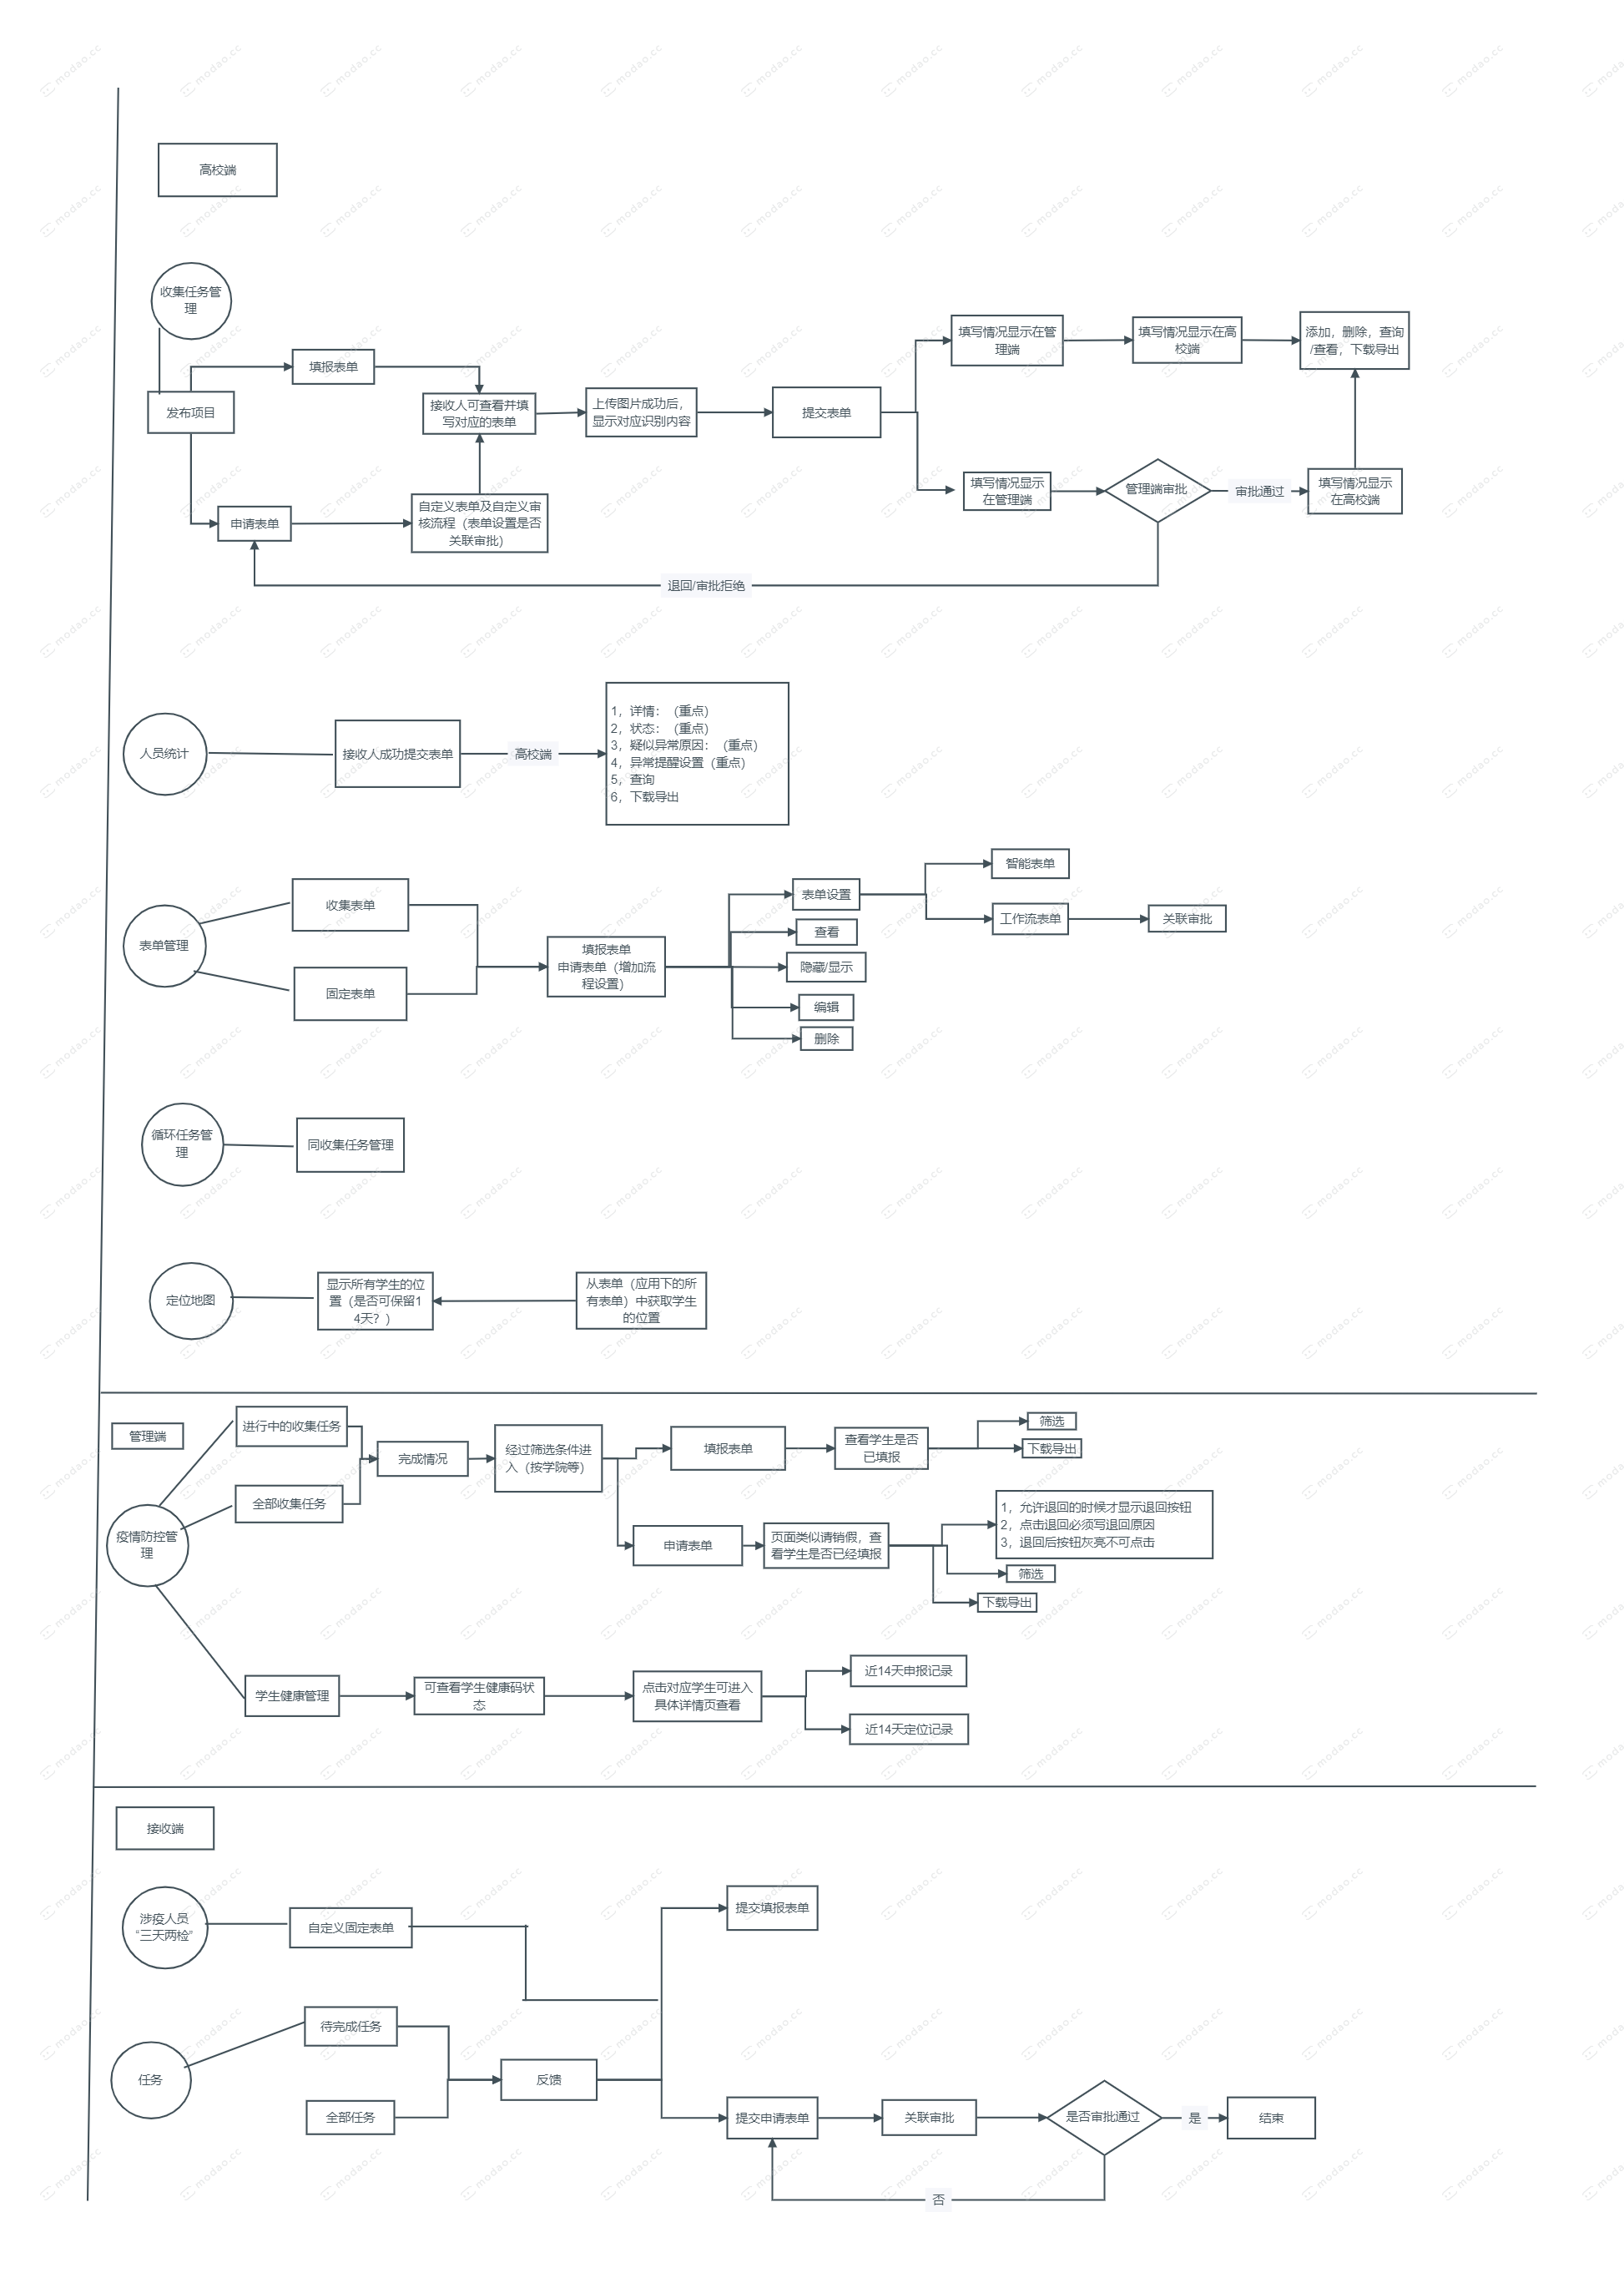 高校端
收集任务管
理
发布项目
填报表单
申请表单
接收人可查看并填
写对应的表单
自定义表单及自定义审
核流程（表单设置是否
关联审批）
上传图片成功后，
显示对应识别内容
提交表单
填写情况显示在管
理端
填写情况显示在高
校端
添加，删除，查询
/查看，下载导出
填写情况显示
在管理端
管理端审批
审批通过
填写情况显示
在高校端
退回/审批拒绝
人员统计
接收人成功提交表单
高校端
1，详情：（重点）
2，状态：（重点）
3，疑似异常原因：（重点）
4，异常提醒设置（重点）
5，查询
6，下载导出
表单管理
收集表单
固定表单
填报表单
申请表单（增加流
程设置）
表单设置
查看
隐藏/显示
编辑
删除
智能表单
工作流表单
关联审批
循环任务管
理
同收集任务管理
定位地图
显示所有学生的位
置（是否可保留1
4天？）
从表单（应用下的所
有表单）中获取学生
的位置
管理端
疫情防控管
理
进行中的收集任务
全部收集任务
完成情况
经过筛选条件进
入（按学院等）
填报表单
查看学生是否
已填报
筛选
下载导出
申请表单
页面类似请销假，查
看学生是否已经填报
1，允许退回的时候才显示退回按钮
2，点击退回必须写退回原因
3，退回后按钮灰亮不可点击
筛选
下载导出
学生健康管理
可查看学生健康码状
态
点击对应学生可进入
具体详情页查看
近14天申报记录
近14天定位记录
接收端
涉疫人员
“三天两检”
自定义固定表单
任务
待完成任务
全部任务
反馈
提交填报表单
提交申请表单
关联审批
是否审批通过
是
结束
否
modao.cc